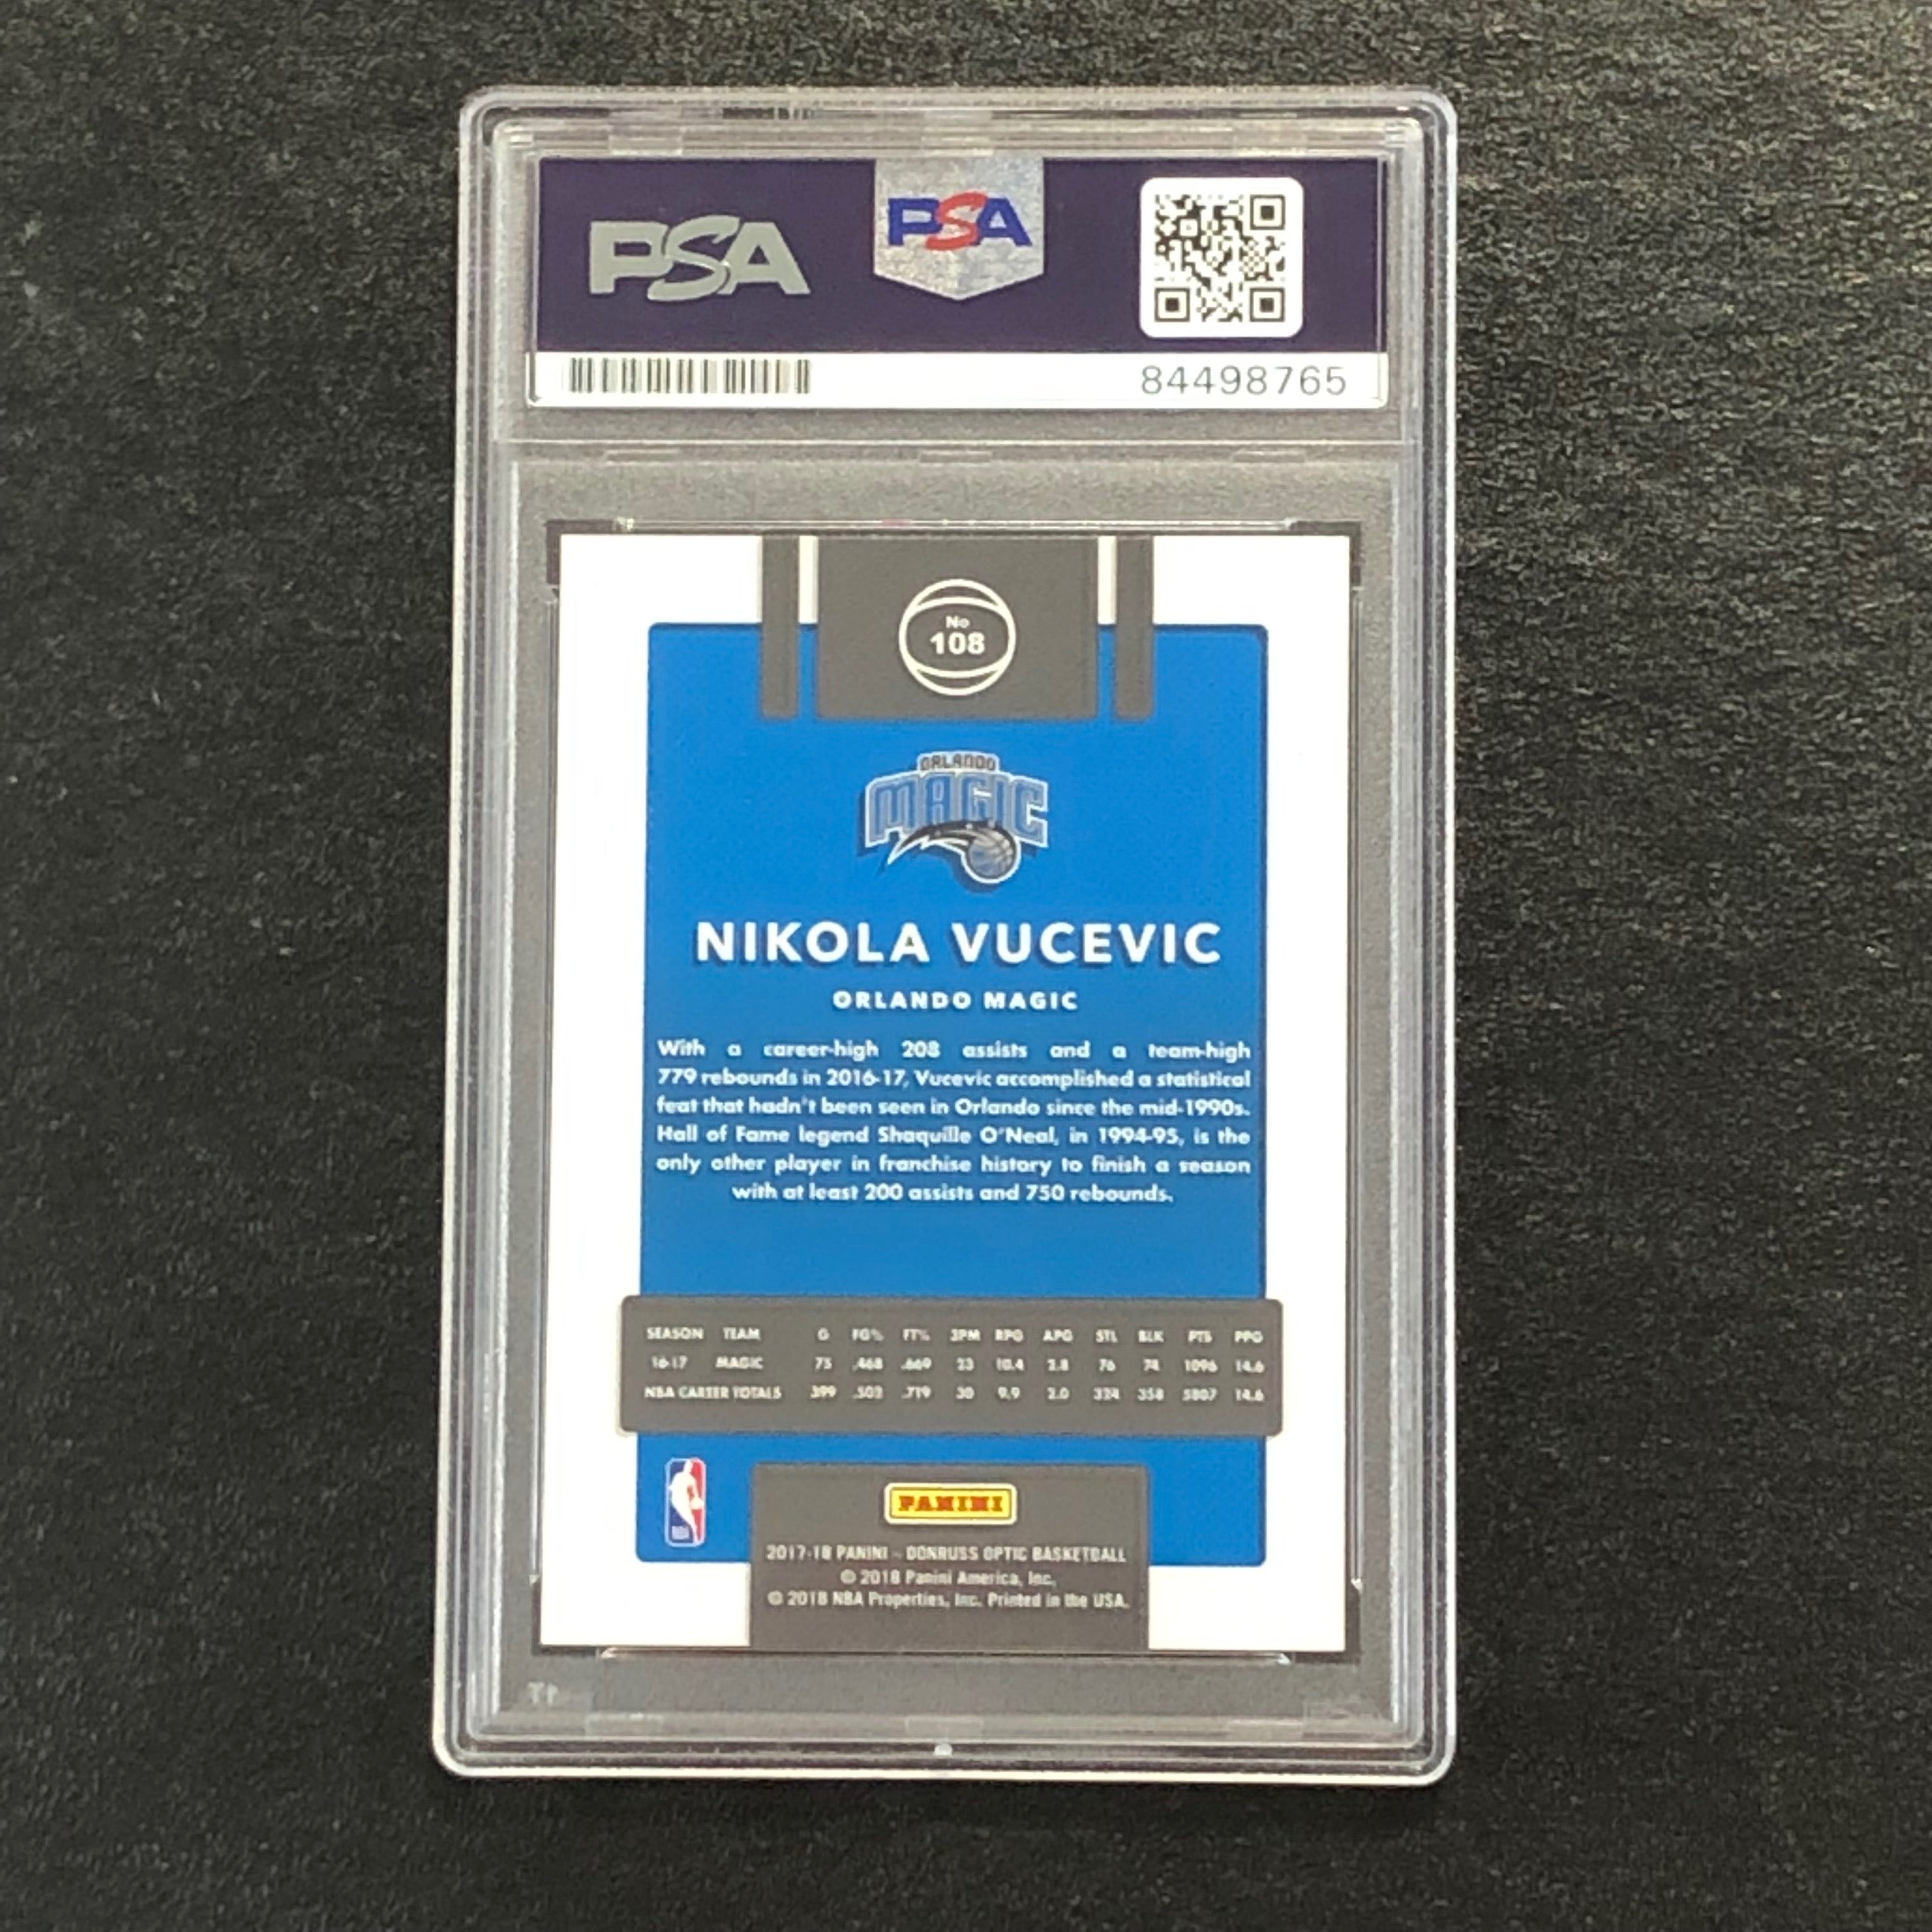 PSA
PSA
84498765
No
108
ORLANDO
MAGIC
NIKOLA VUCEVIC
ORLANDO MAGIC
With a career-high 208 assists and a team-high
779 rebounds in 2016-17, Vucevic accomplished a statistical
feat that hadn't been seen in Orlando since the mid-1990s.
Hall of Fame legend Shaquille O'Neal, in 1994-95, is the
only other player in franchise history to finish a season
with at least 200 assists and 750 rebounds.
SEASON TEAM G FG% FT% 3PM RPG APG STL BLK PTS PPG
16-17 MAGIC 75 .468 .669 23 10.4 2.8 76 74 1096 14.6
NBA CAREER TOTALS 399 .502 .719 30 9.9 2.0 324 358 5807 14.6
NBA
PANINI
2017-18 PANINI - DONRUSS OPTIC BASKETBALL
© 2018 Panini America, Inc.
© 2018 NBA Properties, Inc. Printed in the USA.